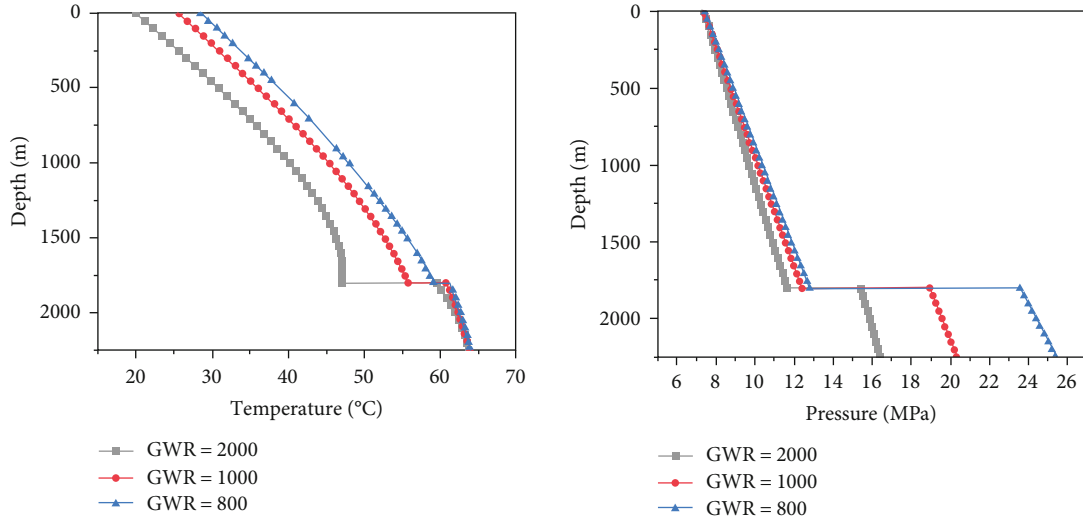 0
500
1000
1500
2000
Depth (m)
20
30
40
50
60
70
Temperature (°C)
GWR = 2000
GWR = 1000
GWR = 800
0
500
1000
1500
2000
Depth (m)
6
8
10
12
14
16
18
20
22
24
26
Pressure (MPa)
GWR = 2000
GWR = 1000
GWR = 800